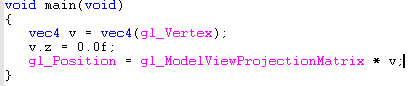 void main(void)
{
vec4 v = vec4(gl_Vertex);
v.z = 0.0f;
gl_Position = gl_ModelViewProjectionMatrix * v;
}